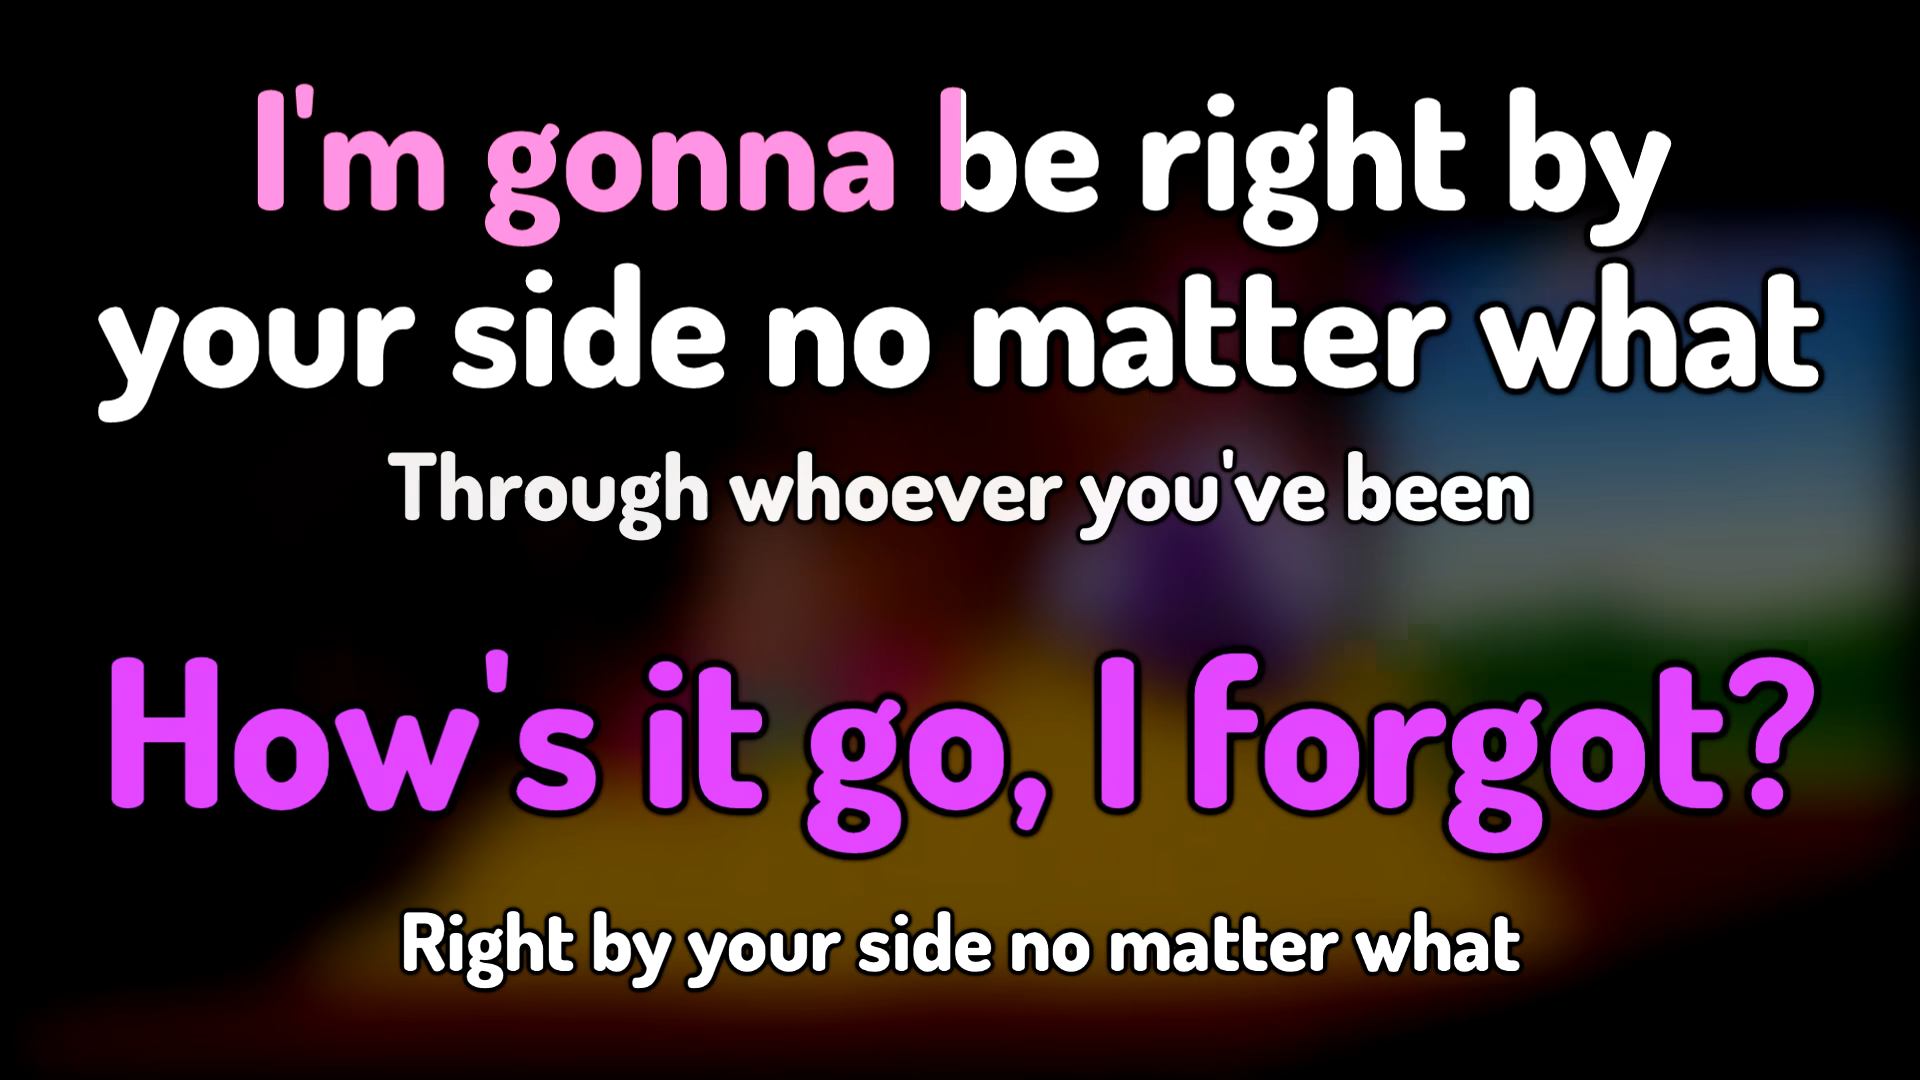 I'm gonna be right by
your side no matter what
Through whoever you've been
How's it go, I forgot?
Right by your side no matter what